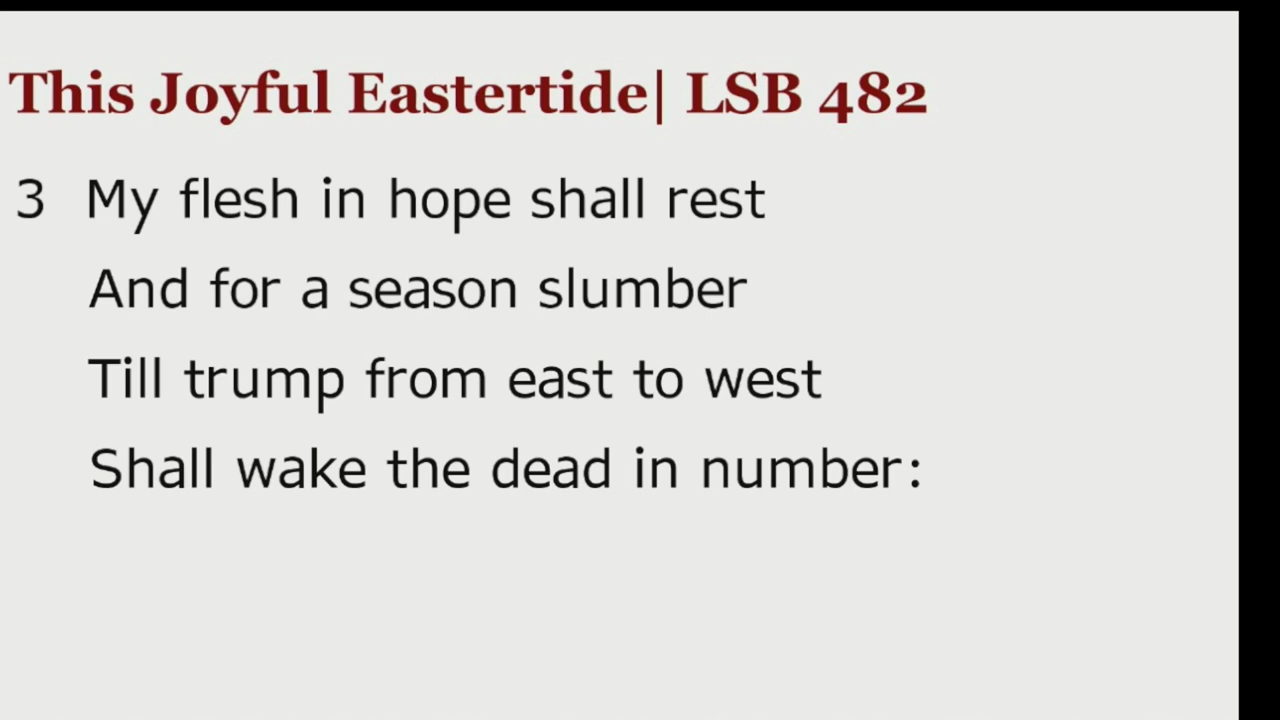 This Joyful Eastertide| LSB 482
3 My flesh in hope shall rest
And for a season slumber
Till trump from east to west
Shall wake the dead in number: